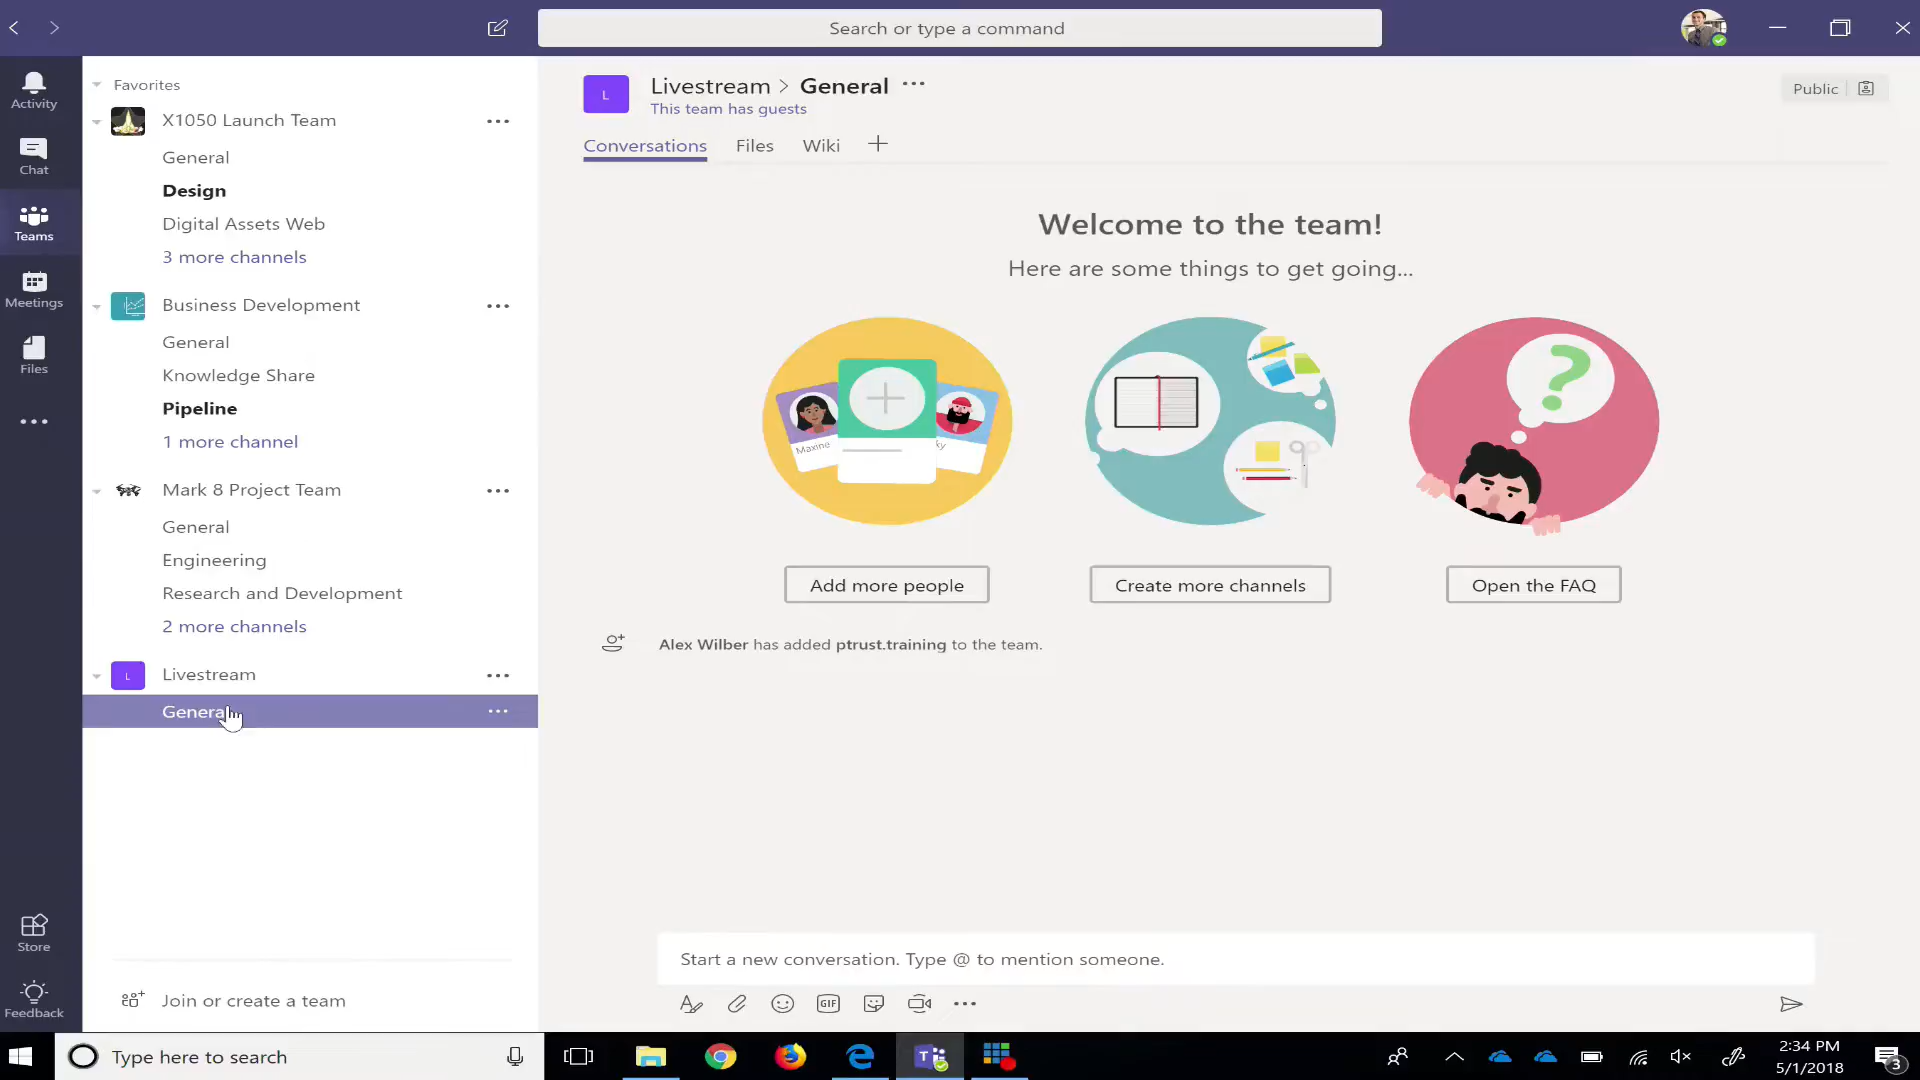 Search or type a command
Activity
Chat
Teams
Meetings
Files
Store
Feedback
Favorites
X1050 Launch Team
General
Design
Digital Assets Web
3 more channels
Business Development
General
Knowledge Share
Pipeline
1 more channel
Mark 8 Project Team
General
Engineering
Research and Development
2 more channels
L
Livestream
General
Join or create a team
L
Livestream > General
This team has guests
Public
Conversations
Files
Wiki
Welcome to the team!
Here are some things to get going...
Maxine
ky
Add more people
Create more channels
Open the FAQ
Alex Wilber has added ptrust.training to the team.
Start a new conversation. Type @ to mention someone.
GIF
Type here to search
2:34 PM
5/1/2018
3